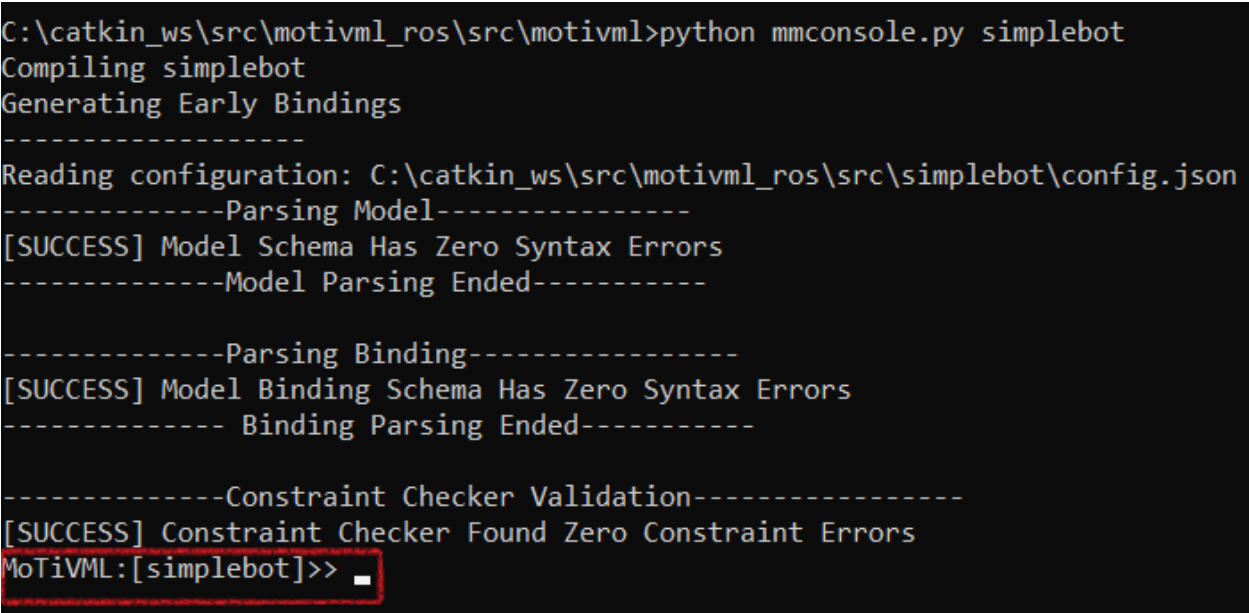 C:\catkin_ws\src\motivml_ros\src\motivml>python mmconsole.py simplebot
Compiling simplebot
Generating Early Bindings
-------------------
Reading configuration: C:\catkin_ws\src\motivml_ros\src\simplebot\config.json
--------------Parsing Model----------------
[SUCCESS] Model Schema Has Zero Syntax Errors
--------------Model Parsing Ended-----------
--------------Parsing Binding-----------------
[SUCCESS] Model Binding Schema Has Zero Syntax Errors
-------------- Binding Parsing Ended-----------
--------------Constraint Checker Validation-----------------
[SUCCESS] Constraint Checker Found Zero Constraint Errors
MoTiVML:[simplebot]>> _